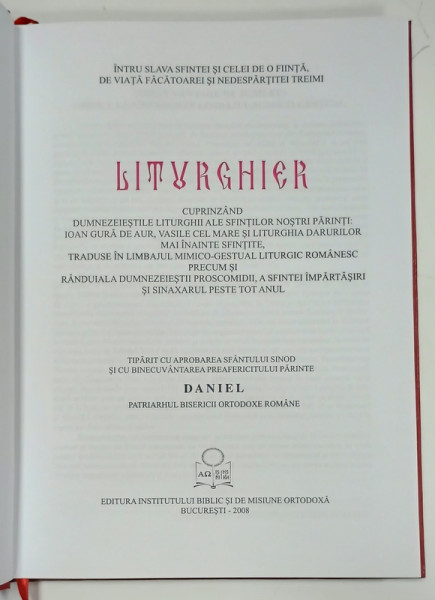 ÎNTRU SLAVA SFINTEI ȘI CELEI DE O FIINȚĂ,
DE VIAȚĂ FĂCĂTOAREI ȘI NEDESPĂRȚITEI TREIMI
LITURGHIER
CUPRINZÂND
DUMNEZEIEȘTILE LITURGHII ALE SFINȚILOR NOȘTRI PĂRINȚI:
IOAN GURĂ DE AUR, VASILE CEL MARE ȘI LITURGHIA DARURILOR
MAI ÎNAINTE SFINȚITE,
TRADUSE ÎN LIMBAJUL MIMICO-GESTUAL LITURGIC ROMÂNESC
PRECUM ȘI
RÂNDUIALA DUMNEZEIEȘTII PROSCOMIDII, A SFINTEI ÎMPĂRTĂȘIRI
ȘI SINAXARUL PESTE TOT ANUL
TIPĂRIT CU APROBAREA SFÂNTULUI SINOD
ȘI CU BINECUVÂNTAREA PREAFERICITULUI PĂRINTE
DANIEL
PATRIARHUL BISERICII ORTODOXE ROMÂNE
ΑΩ
EDITURA INSTITUTULUI BIBLIC ȘI DE MISIUNE ORTODOXĂ
BUCUREȘTI - 2008